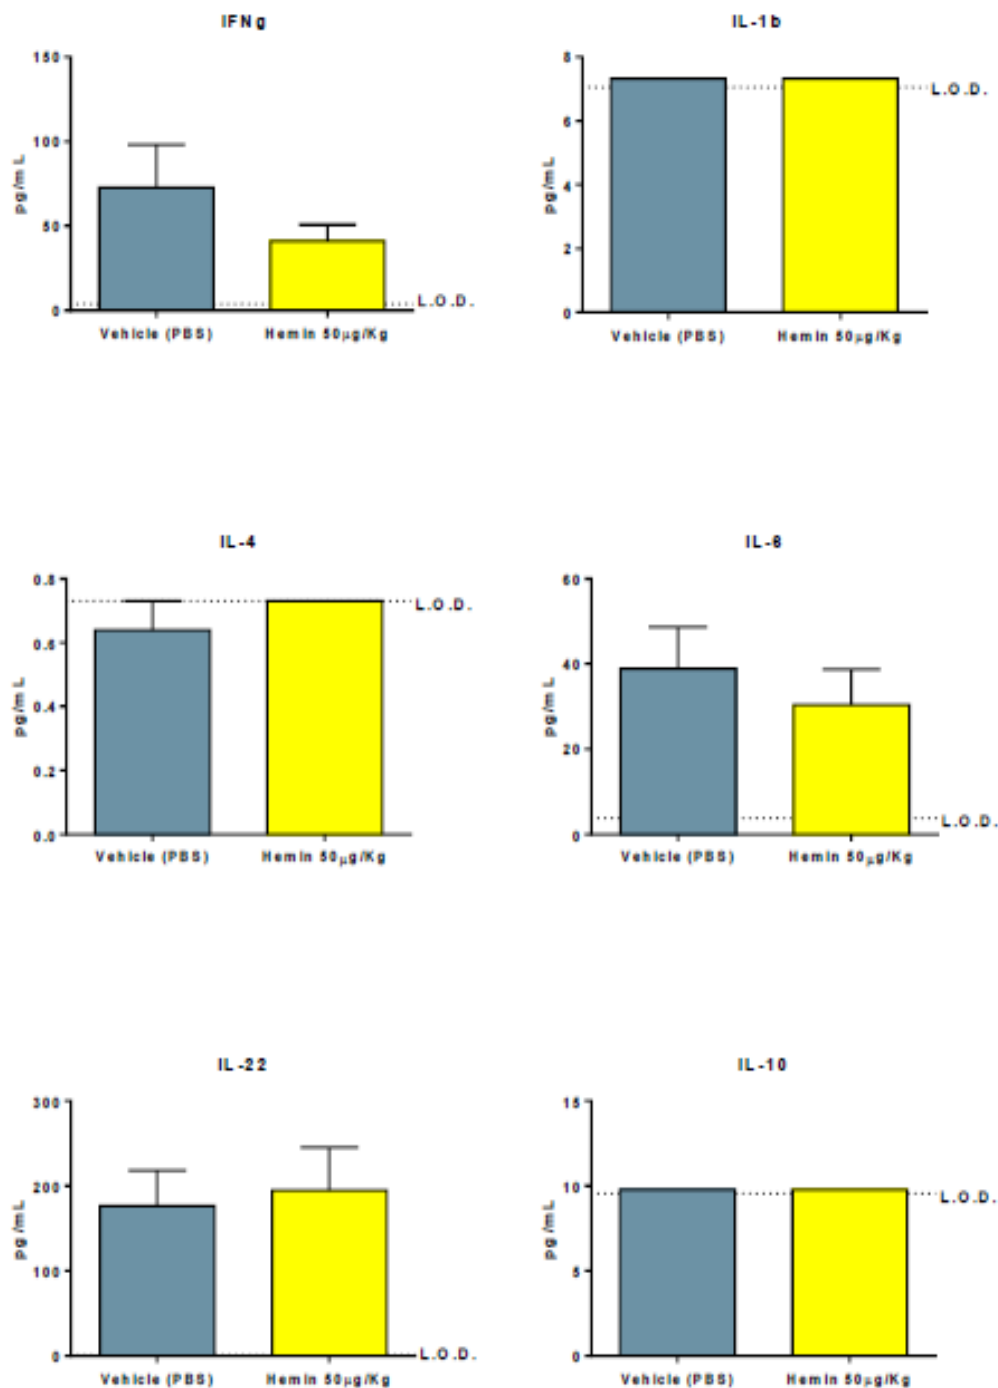 IFNg
150
100
50
0
pg/mL
L.O.D.
Vehicle (PBS) Hemin 50µg/Kg
IL-1b
8
6
4
2
0
pg/mL
L.O.D.
Vehicle (PBS) Hemin 50µg/Kg
IL-4
0.8
0.6
0.4
0.2
0.0
pg/mL
L.O.D.
Vehicle (PBS) Hemin 50µg/Kg
IL-6
60
40
20
0
pg/mL
L.O.D.
Vehicle (PBS) Hemin 50µg/Kg
IL-22
300
200
100
0
pg/mL
L.O.D.
Vehicle (PBS) Hemin 50µg/Kg
IL-10
15
10
5
0
pg/mL
L.O.D.
Vehicle (PBS) Hemin 50µg/Kg